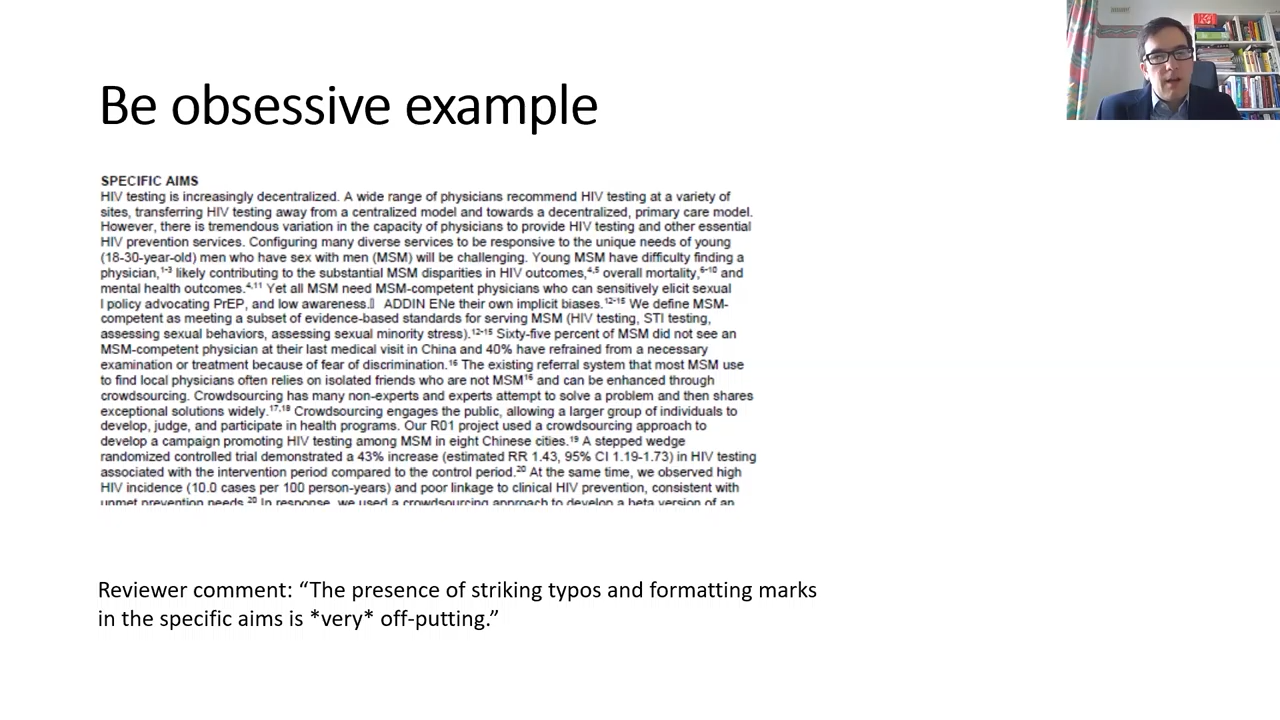 Be obsessive example
SPECIFIC AIMS
HIV testing is increasingly decentralized. A wide range of physicians recommend HIV testing at a variety of
sites, transferring HIV testing away from a centralized model and towards a decentralized, primary care model.
However, there is tremendous variation in the capacity of physicians to provide HIV testing and other essential
HIV prevention services. Configuring many diverse services to be responsive to the unique needs of young
(18-30-year-old) men who have sex with men (MSM) will be challenging. Young MSM have difficulty finding a
physician,1-3 likely contributing to the substantial MSM disparities in HIV outcomes,4,5 overall mortality,6-10 and
mental health outcomes.4,11 Yet all MSM need MSM-competent physicians who can sensitively elicit sexual
l policy advocating PrEP, and low awareness.▯ ADDIN ENe their own implicit biases.12-15 We define MSM-
competent as meeting a subset of evidence-based standards for serving MSM (HIV testing, STI testing,
assessing sexual behaviors, assessing sexual minority stress).12-15 Sixty-five percent of MSM did not see an
MSM-competent physician at their last medical visit in China and 40% have refrained from a necessary
examination or treatment because of fear of discrimination.16 The existing referral system that most MSM use
to find local physicians often relies on isolated friends who are not MSM16 and can be enhanced through
crowdsourcing. Crowdsourcing has many non-experts and experts attempt to solve a problem and then shares
exceptional solutions widely.17,18 Crowdsourcing engages the public, allowing a larger group of individuals to
develop, judge, and participate in health programs. Our R01 project used a crowdsourcing approach to
develop a campaign promoting HIV testing among MSM in eight Chinese cities.19 A stepped wedge
randomized controlled trial demonstrated a 43% increase (estimated RR 1.43, 95% CI 1.19-1.73) in HIV testing
associated with the intervention period compared to the control period.20 At the same time, we observed high
HIV incidence (10.0 cases per 100 person-years) and poor linkage to clinical HIV prevention, consistent with
unmet prevention needs.20 In response, we used a crowdsourcing approach to develop a beta version of an
Reviewer comment: “The presence of striking typos and formatting marks
in the specific aims is *very* off-putting.”